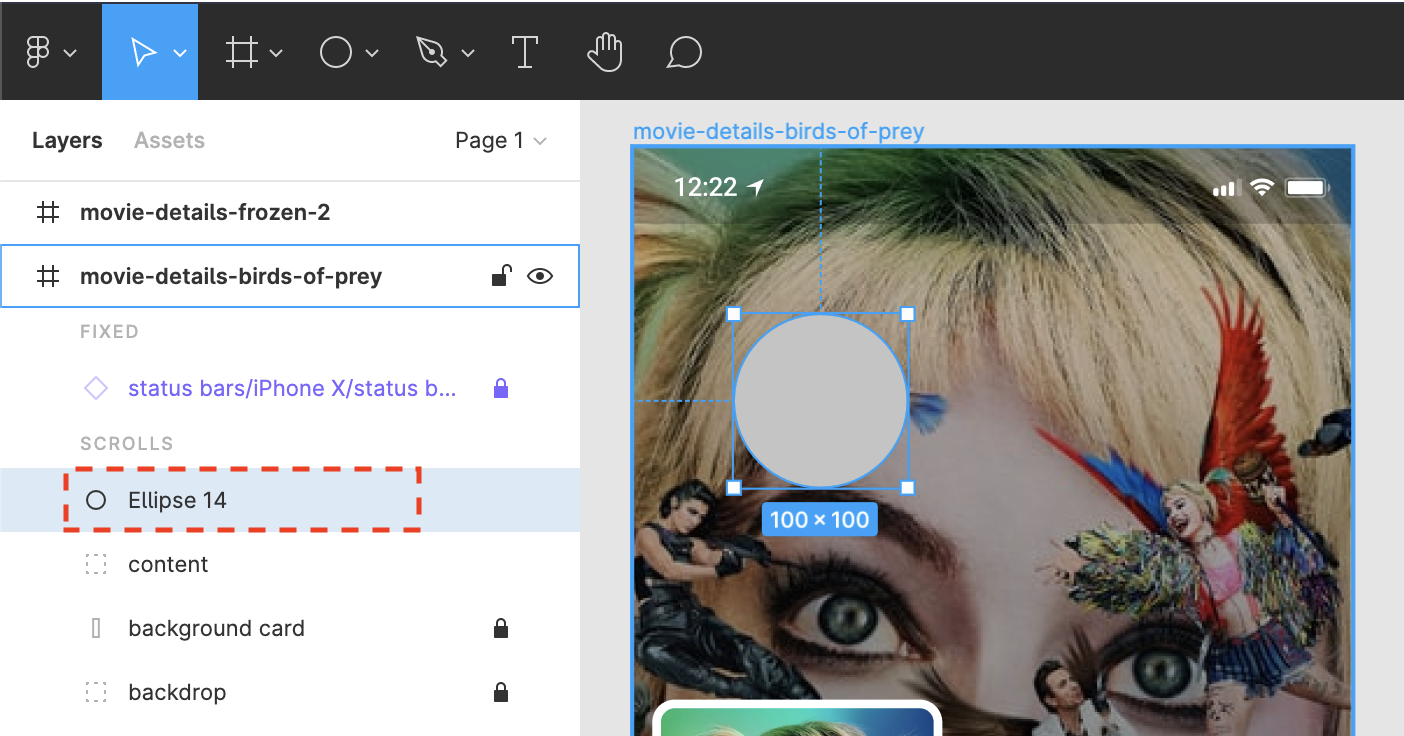 Layers Assets Page 1
movie-details-birds-of-prey
12:22
movie-details-frozen-2
movie-details-birds-of-prey
FIXED
status bars/iPhone X/status b...
SCROLLS
Ellipse 14
100 × 100
content
background card
backdrop